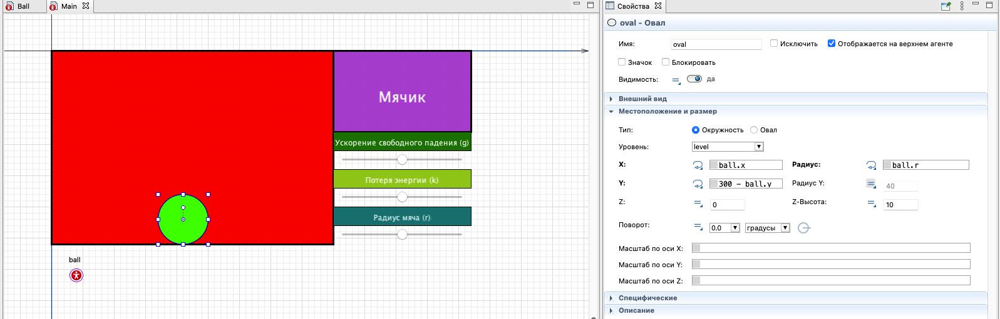 Ball
Main
Мячик
Ускорение свободного падения (g)
Потеря энергии (k)
Радиус мяча (r)
ball
Свойства
oval - Овал
Имя: oval Исключить Отображается на верхнем агенте
Значок Блокировать
Видимость: да
Внешний вид
Местоположение и размер
Тип: Окружность Овал
Уровень: level
X: ball.x Радиус: ball.r
Y: 300 - ball.y Радиус Y: 40
Z: 0 Z-Высота: 10
Поворот: 0.0 градусы
Масштаб по оси X:
Масштаб по оси Y:
Масштаб по оси Z:
Специфические
Описание